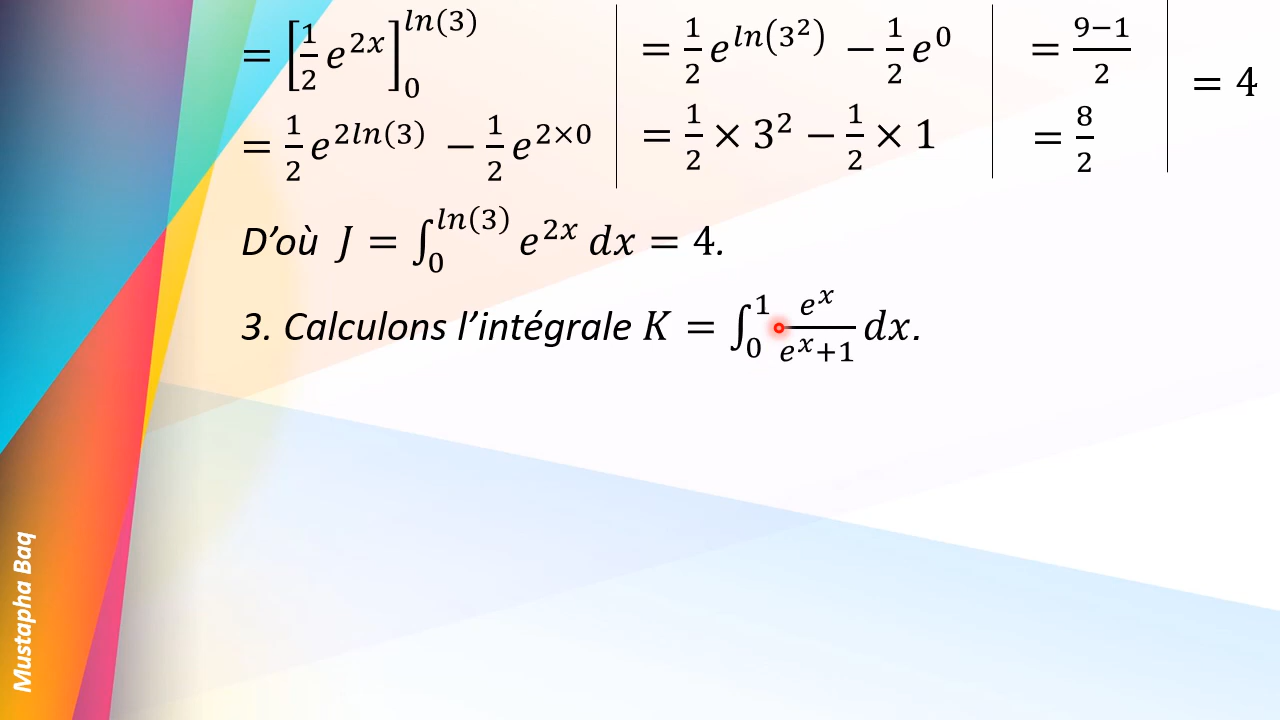 = [1/2 e^{2x}]_0^{ln(3)}
= 1/2 e^{2ln(3)} − 1/2 e^{2×0}
= 1/2 e^{ln(3^2)} − 1/2 e^0
= 1/2 × 3^2 − 1/2 × 1
= 9−1/2
= 8/2
= 4
D’où J = ∫_0^{ln(3)} e^{2x} dx = 4.
3. Calculons l’intégrale K = ∫_0^1 e^x/(e^x+1) dx.
Mustapha Baq